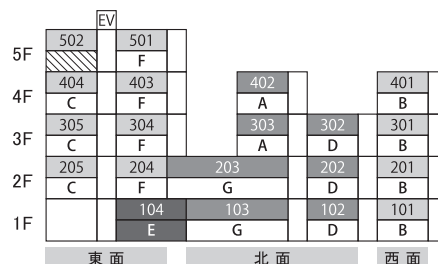 EV
502 501
5F
F
404 403 402 401
4F
C F A B
305 304 303 302 301
3F
C F A D B
205 204 203 202 201
2F
C F G D B
104 103 102 101
1F
E G D B
東面 北面 西面